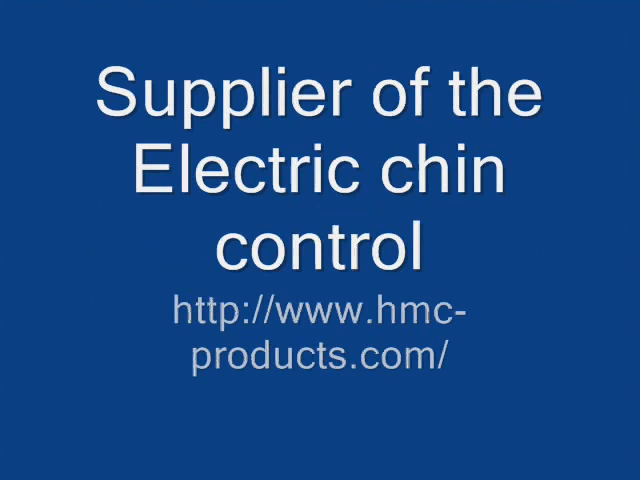 Supplier of the
Electric chin
control
http://www.hmc-
products.com/